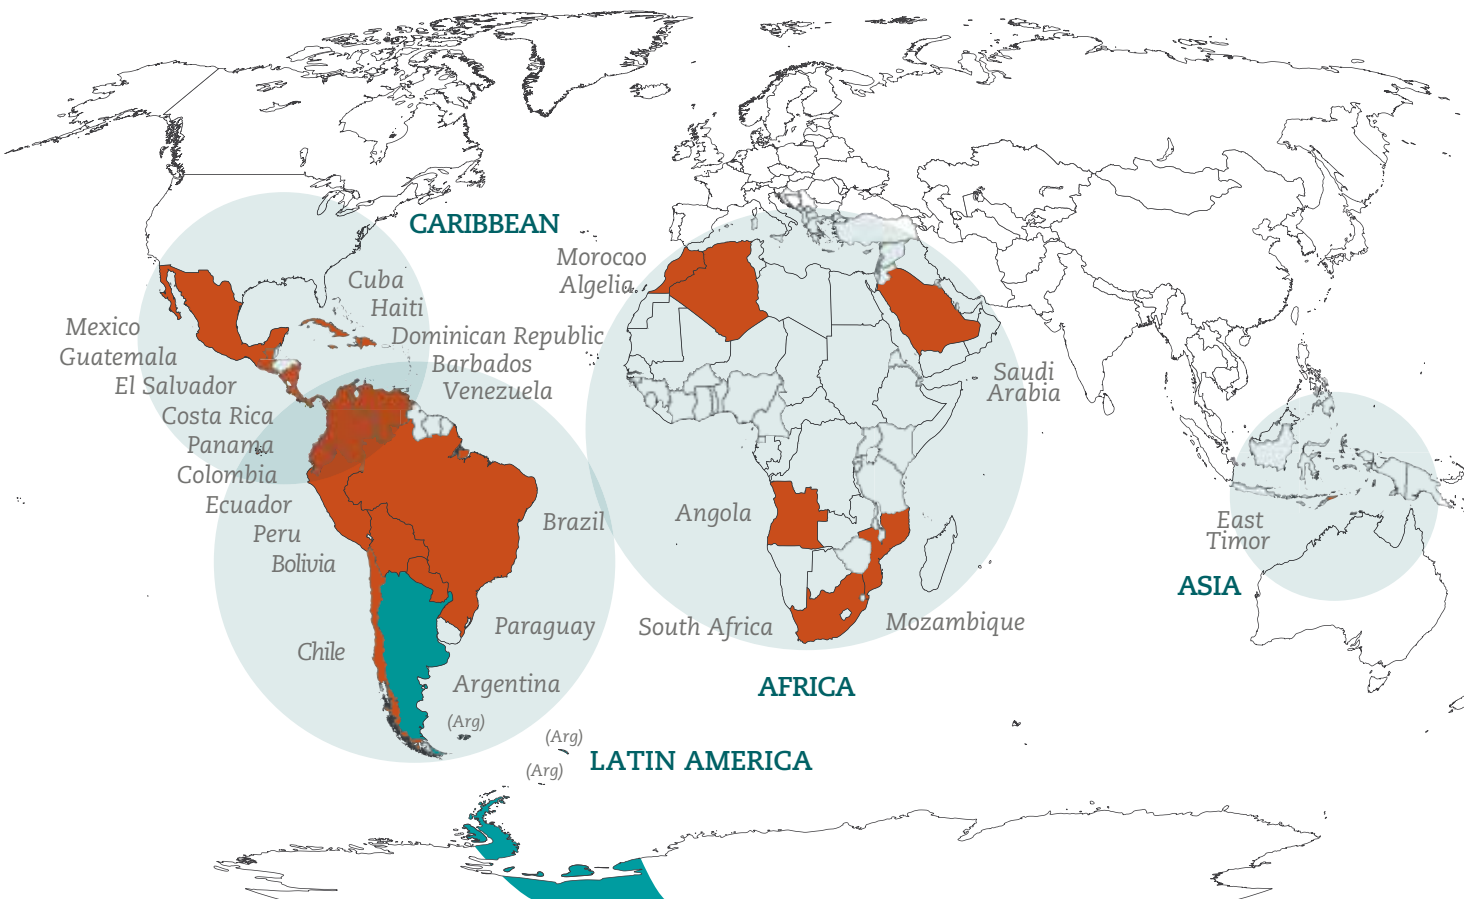 CARIBBEAN
Cuba
Haiti
Dominican Republic
Barbados
Venezuela
Mexico
Guatemala
El Salvador
Costa Rica
Panama
Colombia
Ecuador
Peru
Bolivia
Brazil
Chile
Paraguay
Argentina
(Arg)
(Arg)
(Arg)
LATIN AMERICA
Morocoo
Algelia
Saudi
Arabia
Angola
South Africa
Mozambique
AFRICA
East
Timor
ASIA